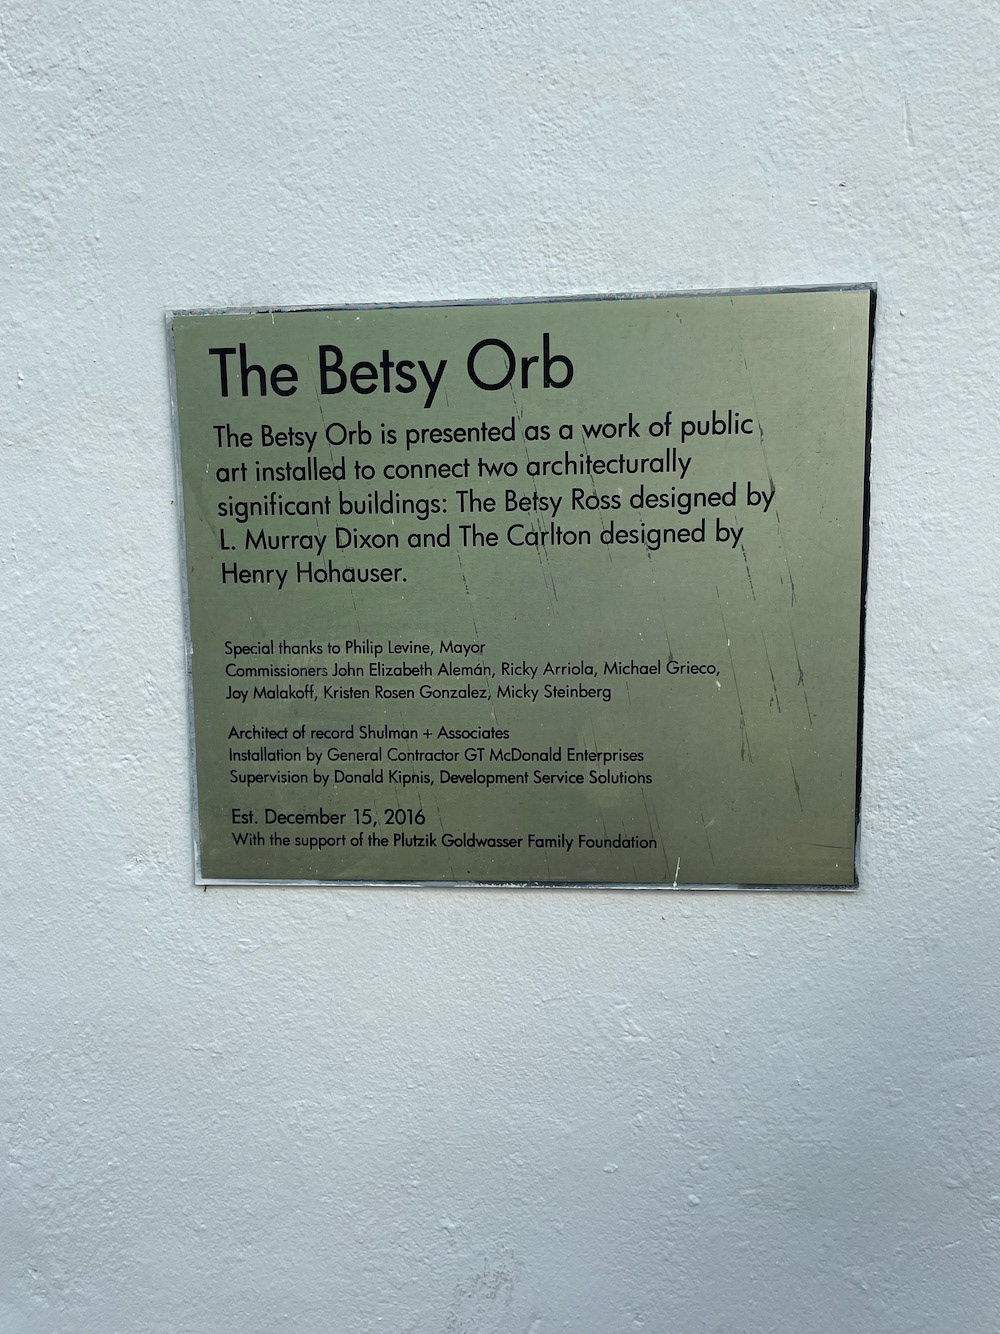 The Betsy Orb
The Betsy Orb is presented as a work of public
art installed to connect two architecturally
significant buildings: The Betsy Ross designed by
L. Murray Dixon and The Carlton designed by
Henry Hohauser.
Special thanks to Philip Levine, Mayor
Commissioners John Elizabeth Alemán, Ricky Arriola, Michael Grieco,
Joy Malakoff, Kristen Rosen Gonzalez, Micky Steinberg
Architect of record Shulman + Associates
Installation by General Contractor GT McDonald Enterprises
Supervision by Donald Kipnis, Development Service Solutions
Est. December 15, 2016
With the support of the Plutzik Goldwasser Family Foundation